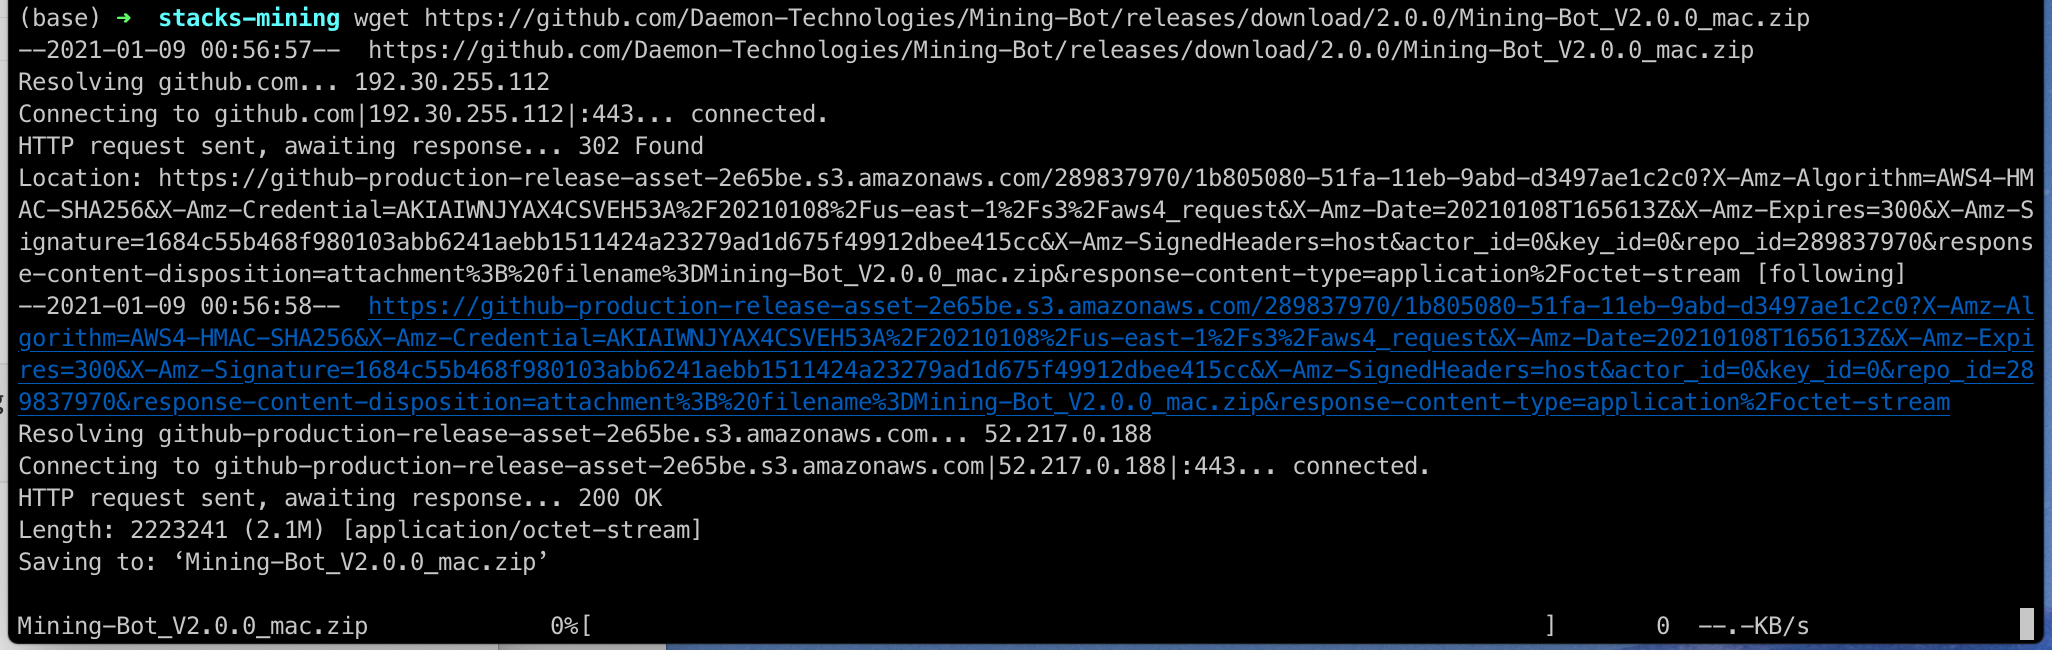 (base) ➜  stacks-mining wget https://github.com/Daemon-Technologies/Mining-Bot/releases/download/2.0.0/Mining-Bot_V2.0.0_mac.zip
--2021-01-09 00:56:57--  https://github.com/Daemon-Technologies/Mining-Bot/releases/download/2.0.0/Mining-Bot_V2.0.0_mac.zip
Resolving github.com... 192.30.255.112
Connecting to github.com|192.30.255.112|:443... connected.
HTTP request sent, awaiting response... 302 Found
Location: https://github-production-release-asset-2e65be.s3.amazonaws.com/289837970/1b805080-51fa-11eb-9abd-d3497ae1c2c0?X-Amz-Algorithm=AWS4-HM
AC-SHA256&X-Amz-Credential=AKIAIWNJYAX4CSVEH53A%2F20210108%2Fus-east-1%2Fs3%2Faws4_request&X-Amz-Date=20210108T165613Z&X-Amz-Expires=300&X-Amz-S
ignature=1684c55b468f980103abb6241aebb1511424a23279ad1d675f49912dbee415cc&X-Amz-SignedHeaders=host&actor_id=0&key_id=0&repo_id=289837970&respons
e-content-disposition=attachment%3B%20filename%3DMining-Bot_V2.0.0_mac.zip&response-content-type=application%2Foctet-stream [following]
--2021-01-09 00:56:58--  https://github-production-release-asset-2e65be.s3.amazonaws.com/289837970/1b805080-51fa-11eb-9abd-d3497ae1c2c0?X-Amz-Al
gorithm=AWS4-HMAC-SHA256&X-Amz-Credential=AKIAIWNJYAX4CSVEH53A%2F20210108%2Fus-east-1%2Fs3%2Faws4_request&X-Amz-Date=20210108T165613Z&X-Amz-Expi
res=300&X-Amz-Signature=1684c55b468f980103abb6241aebb1511424a23279ad1d675f49912dbee415cc&X-Amz-SignedHeaders=host&actor_id=0&key_id=0&repo_id=28
9837970&response-content-disposition=attachment%3B%20filename%3DMining-Bot_V2.0.0_mac.zip&response-content-type=application%2Foctet-stream
Resolving github-production-release-asset-2e65be.s3.amazonaws.com... 52.217.0.188
Connecting to github-production-release-asset-2e65be.s3.amazonaws.com|52.217.0.188|:443... connected.
HTTP request sent, awaiting response... 200 OK
Length: 2223241 (2.1M) [application/octet-stream]
Saving to: ‘Mining-Bot_V2.0.0_mac.zip’
Mining-Bot_V2.0.0_mac.zip             0%[                                                                    ]       0  --.-KB/s